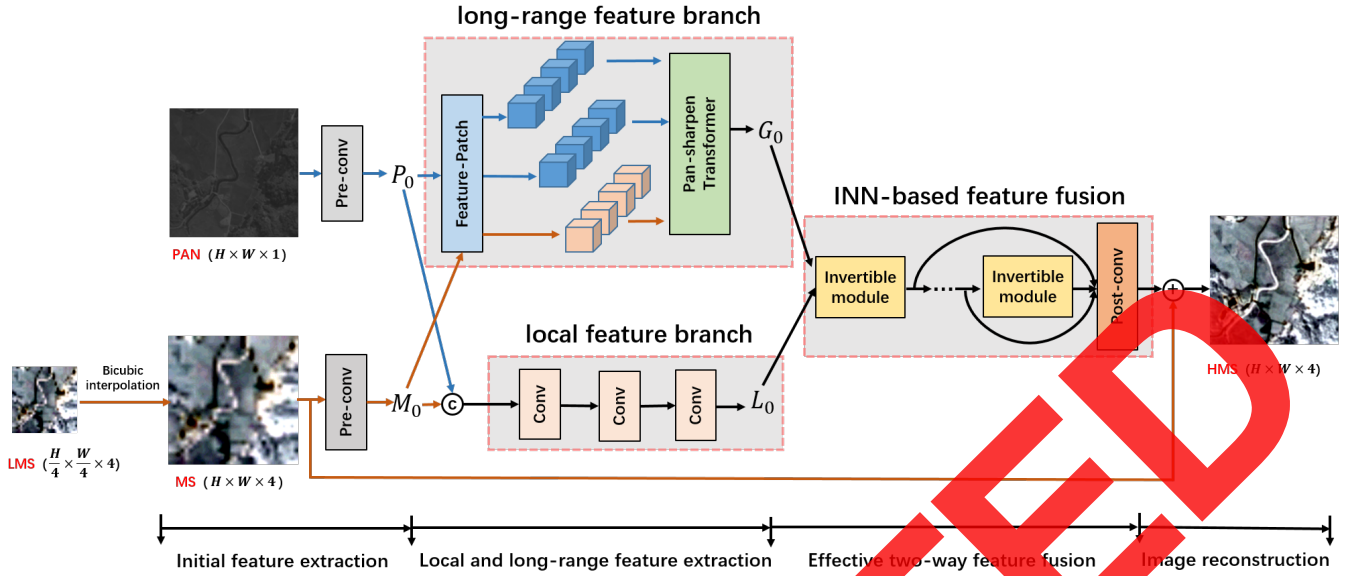 long-range feature branch
Pre-conv
P0
Feature-Patch
Pan-sharpen
Transformer
G0
PAN (H×W×1)
INN-based feature fusion
Invertible
module
Invertible
module
Post-conv
+
HMS (H×W×4)
local feature branch
Bicubic
interpolation
Pre-conv
M0
C
Conv
Conv
Conv
L0
LMS (H/4×W/4×4)
MS (H×W×4)
Initial feature extraction
Local and long-range feature extraction
Effective two-way feature fusion
Image reconstruction